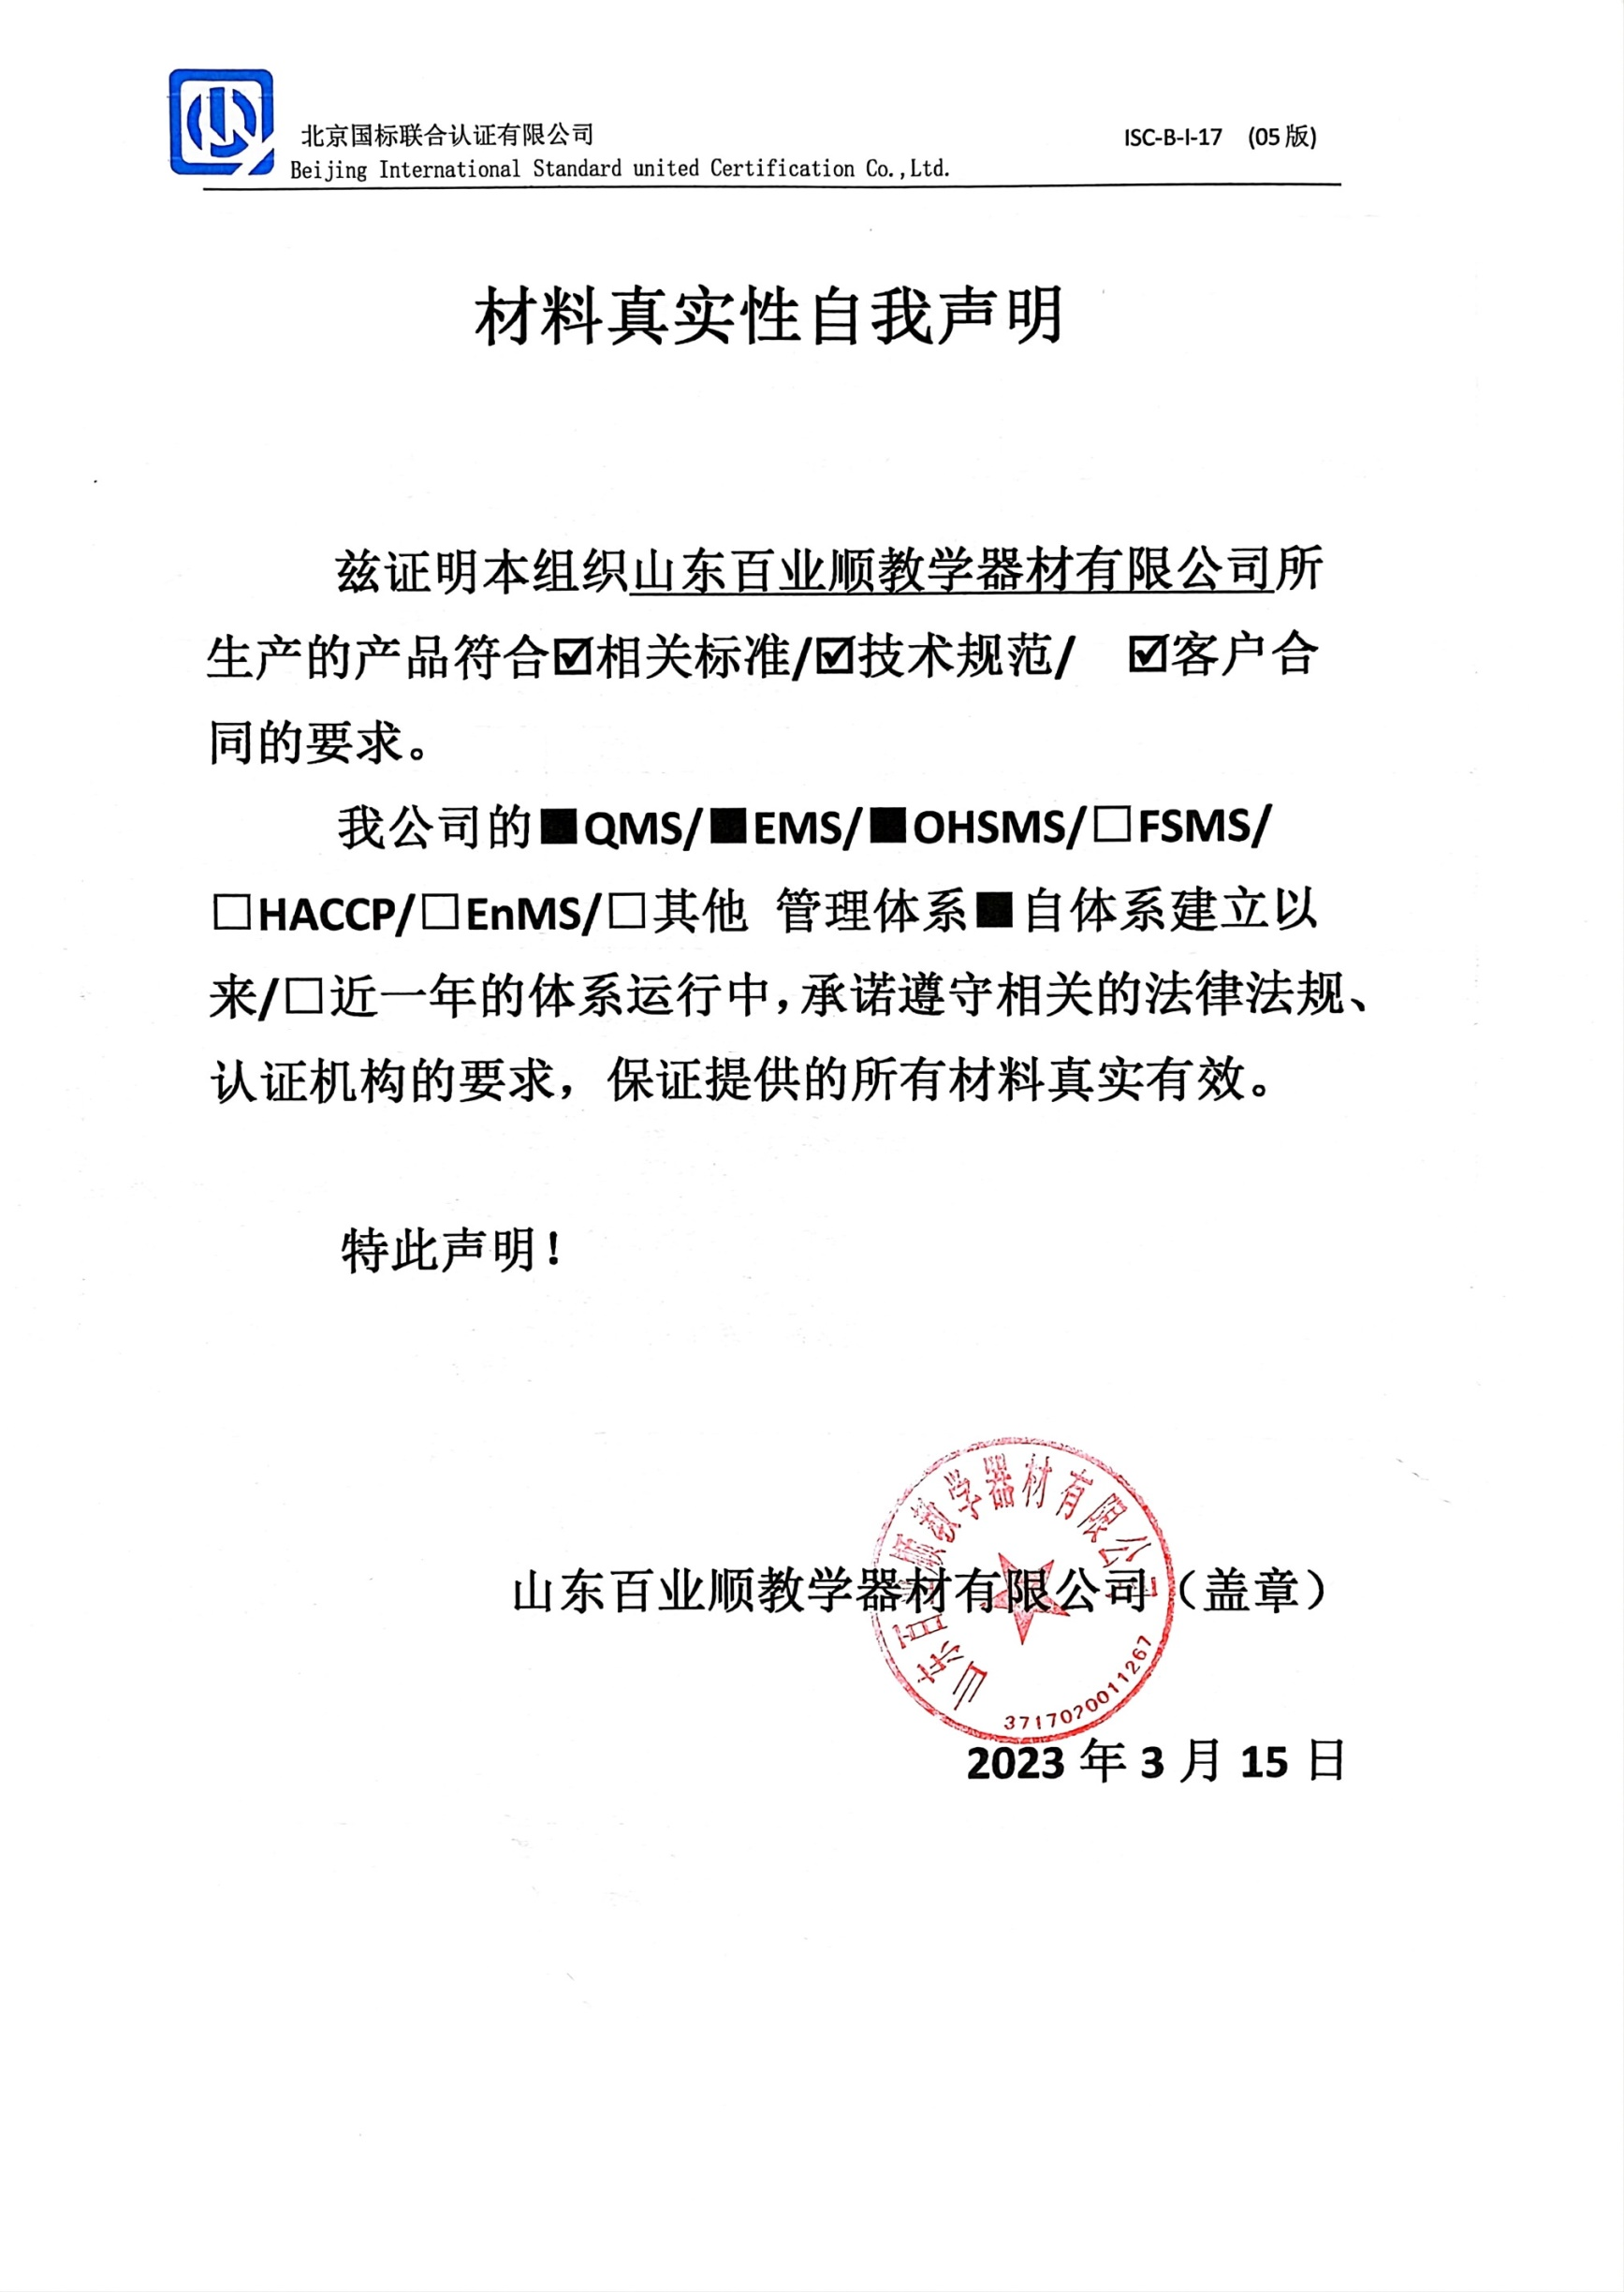 北京国标联合认证有限公司 ISC-B-I-17 (05版)
Beijing International Standard united Certification Co.,Ltd.
材料真实性自我声明
兹证明本组织山东百业顺教学器材有限公司所
生产的产品符合☑相关标准/☑技术规范/ ☑客户合
同的要求。
我公司的■QMS/■EMS/■OHSMS/□FSMS/
□HACCP/□EnMS/□其他 管理体系■自体系建立以
来/□近一年的体系运行中,承诺遵守相关的法律法规、
认证机构的要求，保证提供的所有材料真实有效。
特此声明！
山东百业顺教学器材有限公司（盖章）
2023 年 3 月 15 日